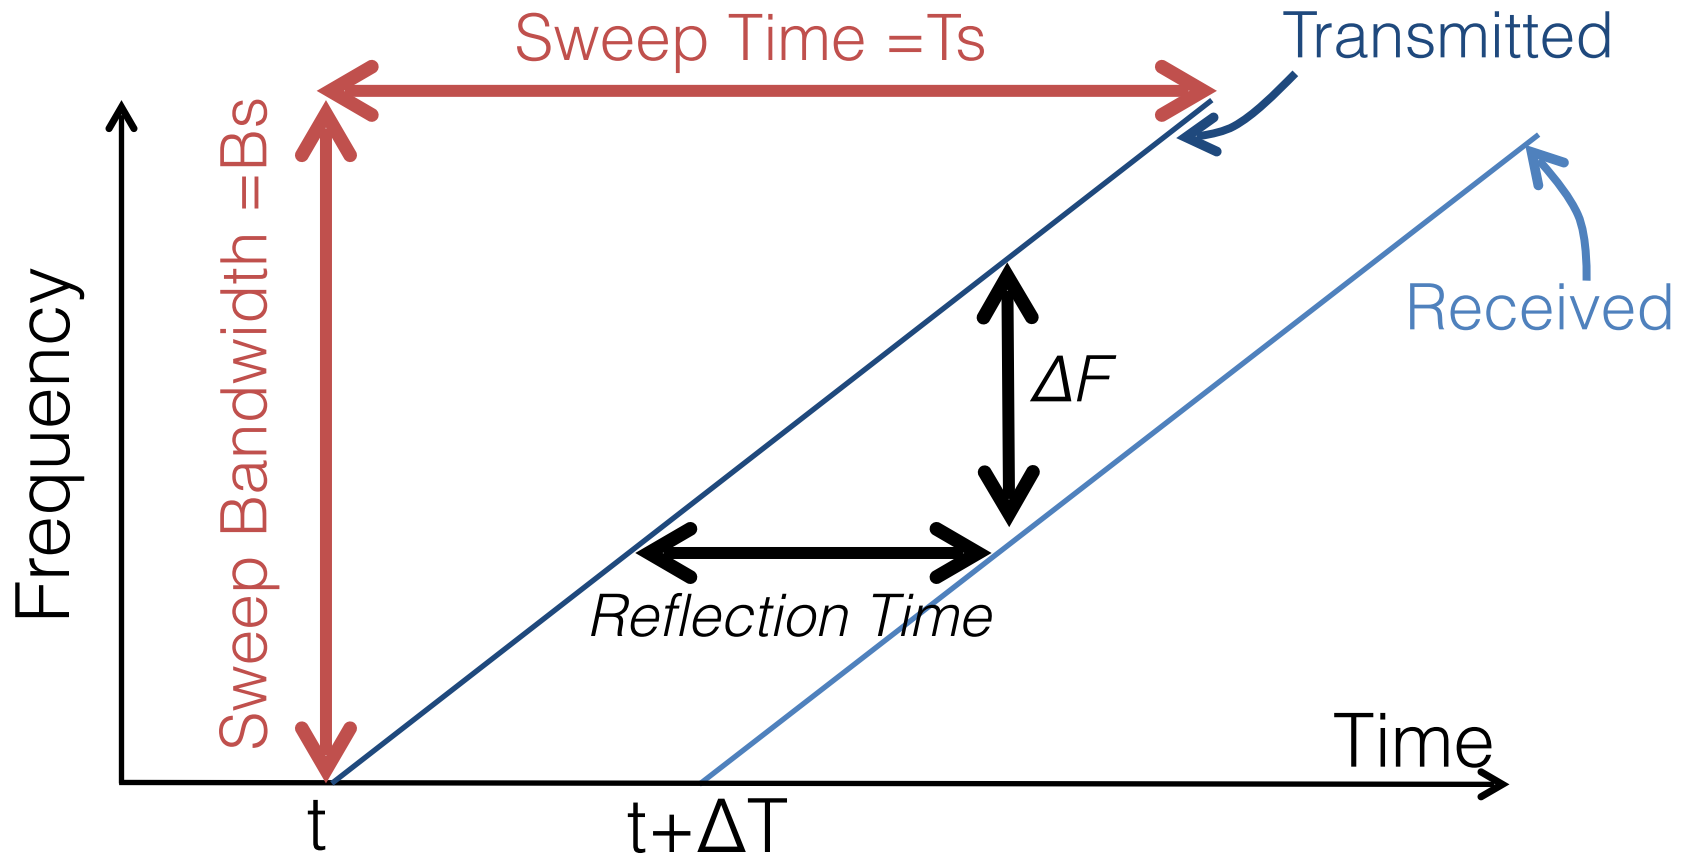 Sweep Time =Ts
Transmitted
Sweep Bandwidth =Bs
Frequency
Received
ΔF
Reflection Time
Time
t
t+ΔT